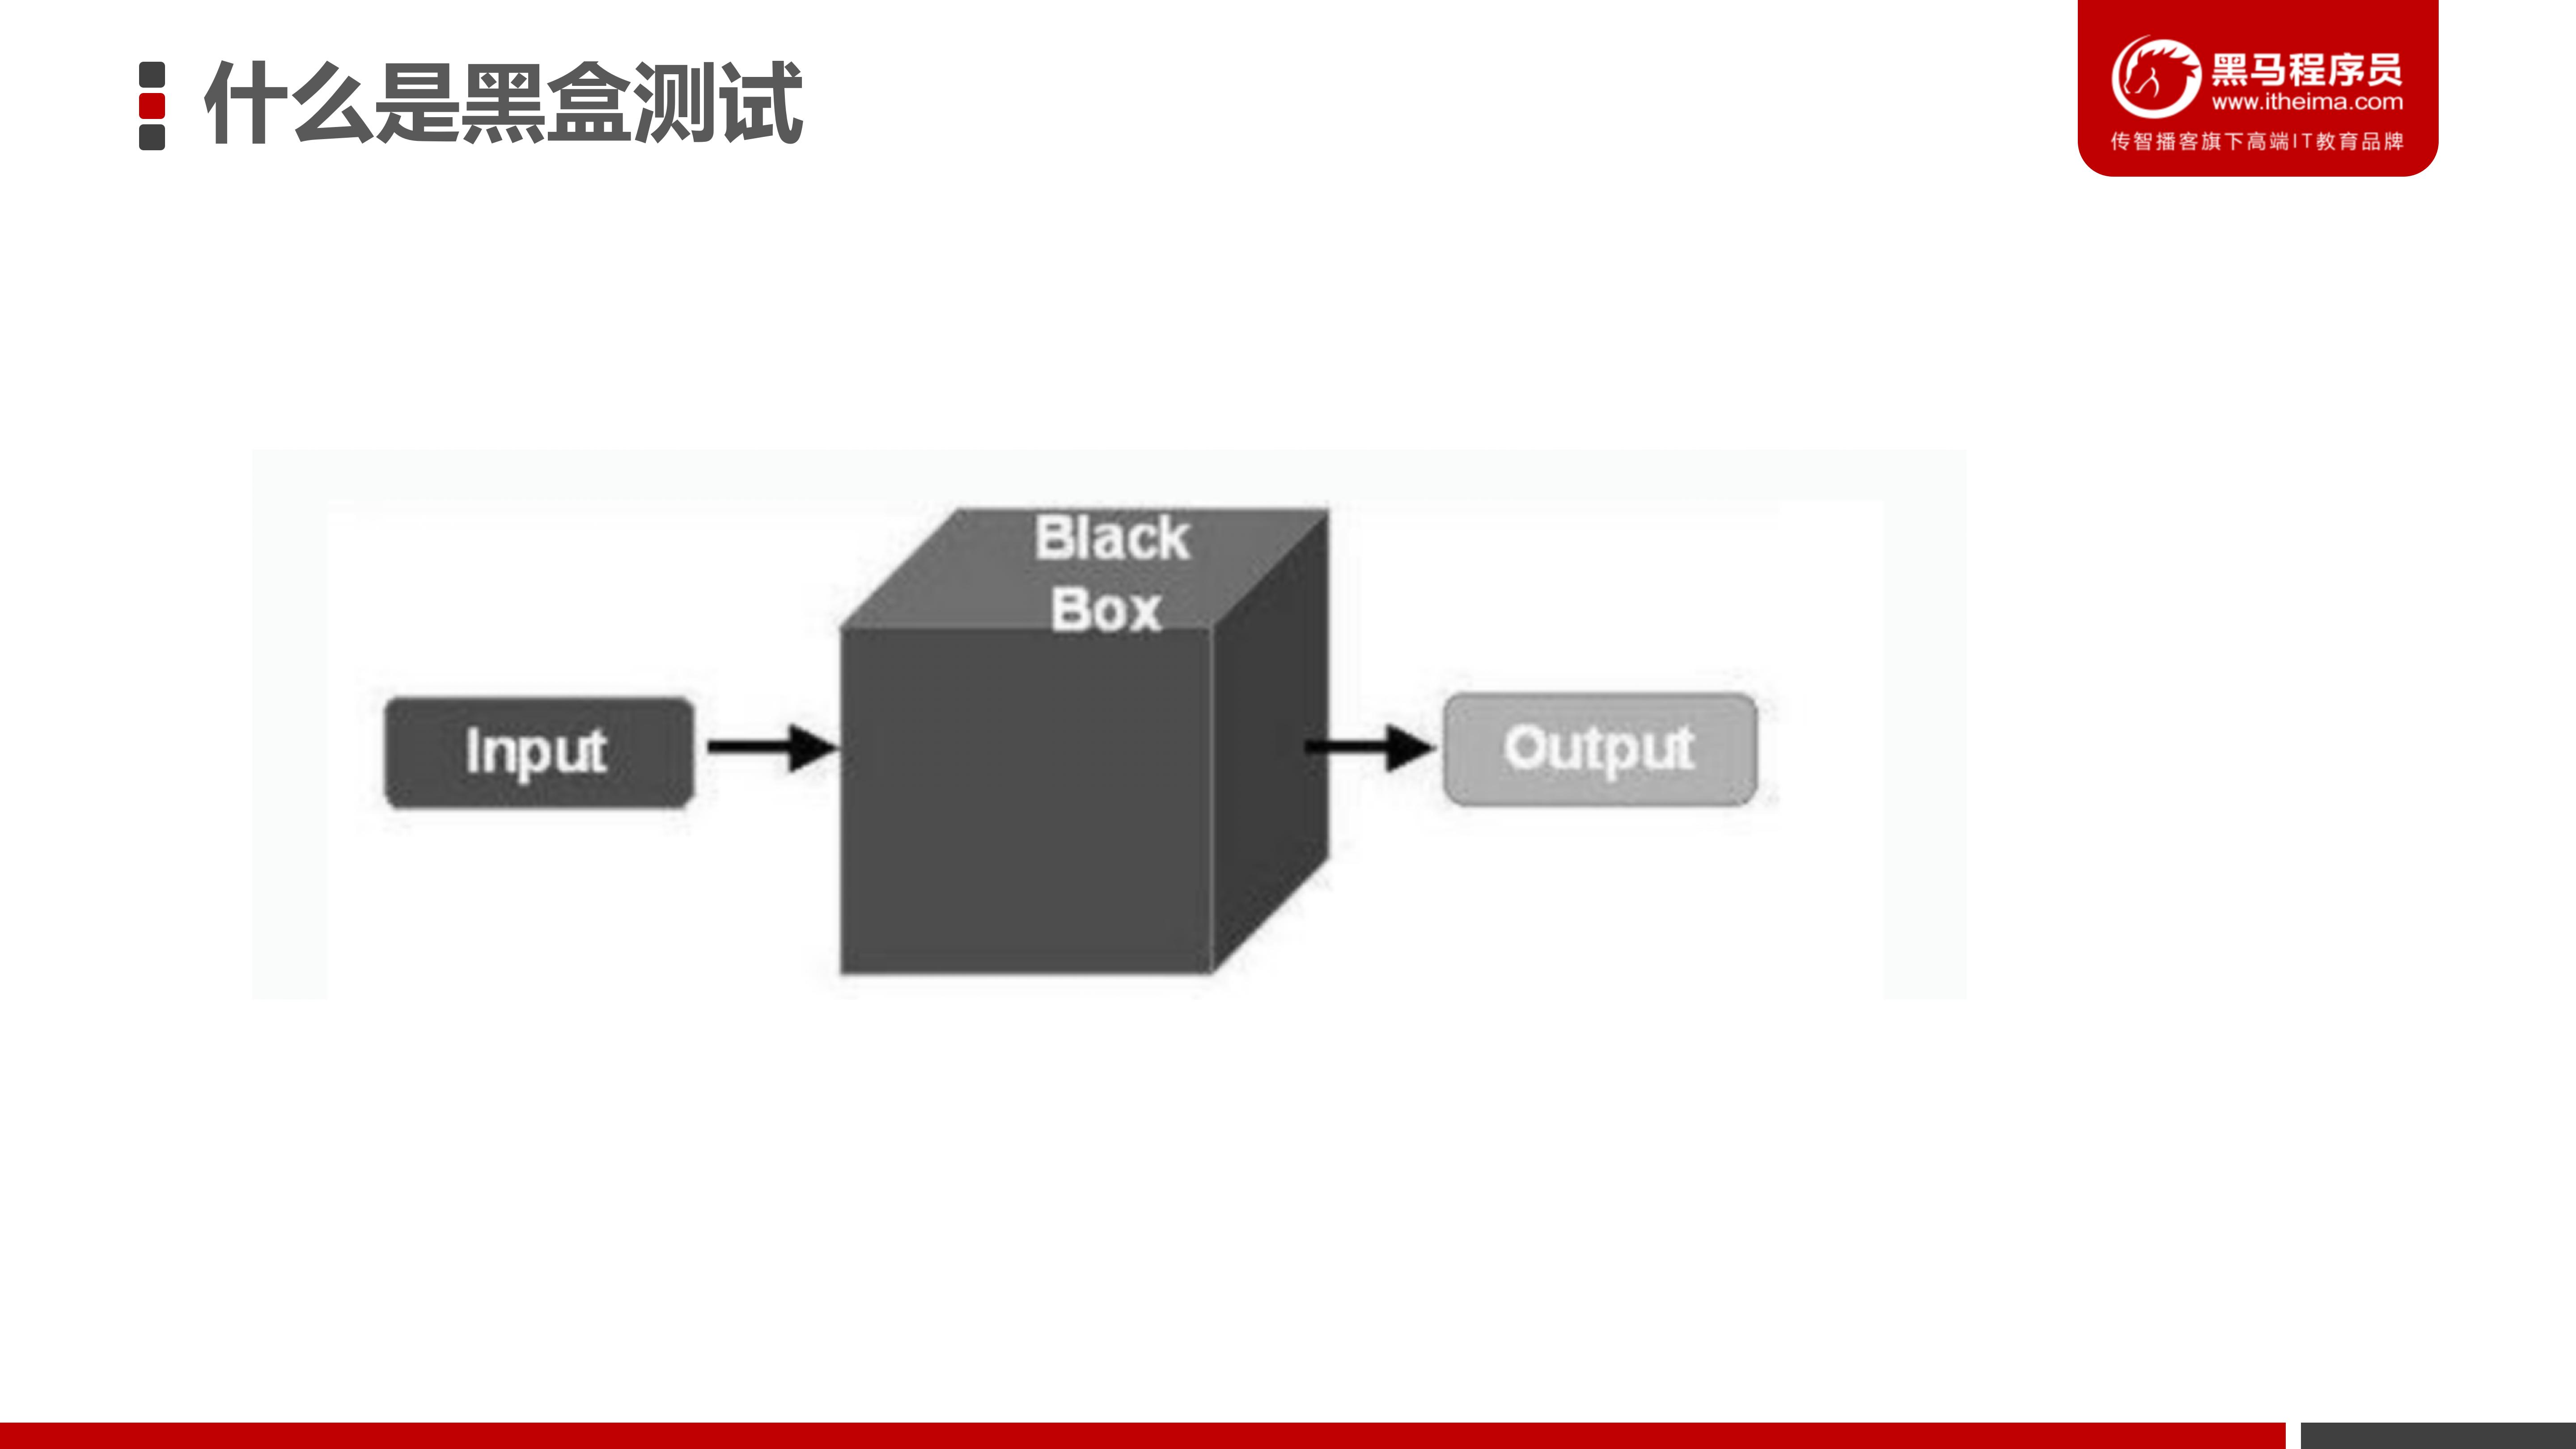 什么是黑盒测试
黑马程序员
www.itheima.com
传智播客旗下高端IT教育品牌
Black
Box
Input
Output